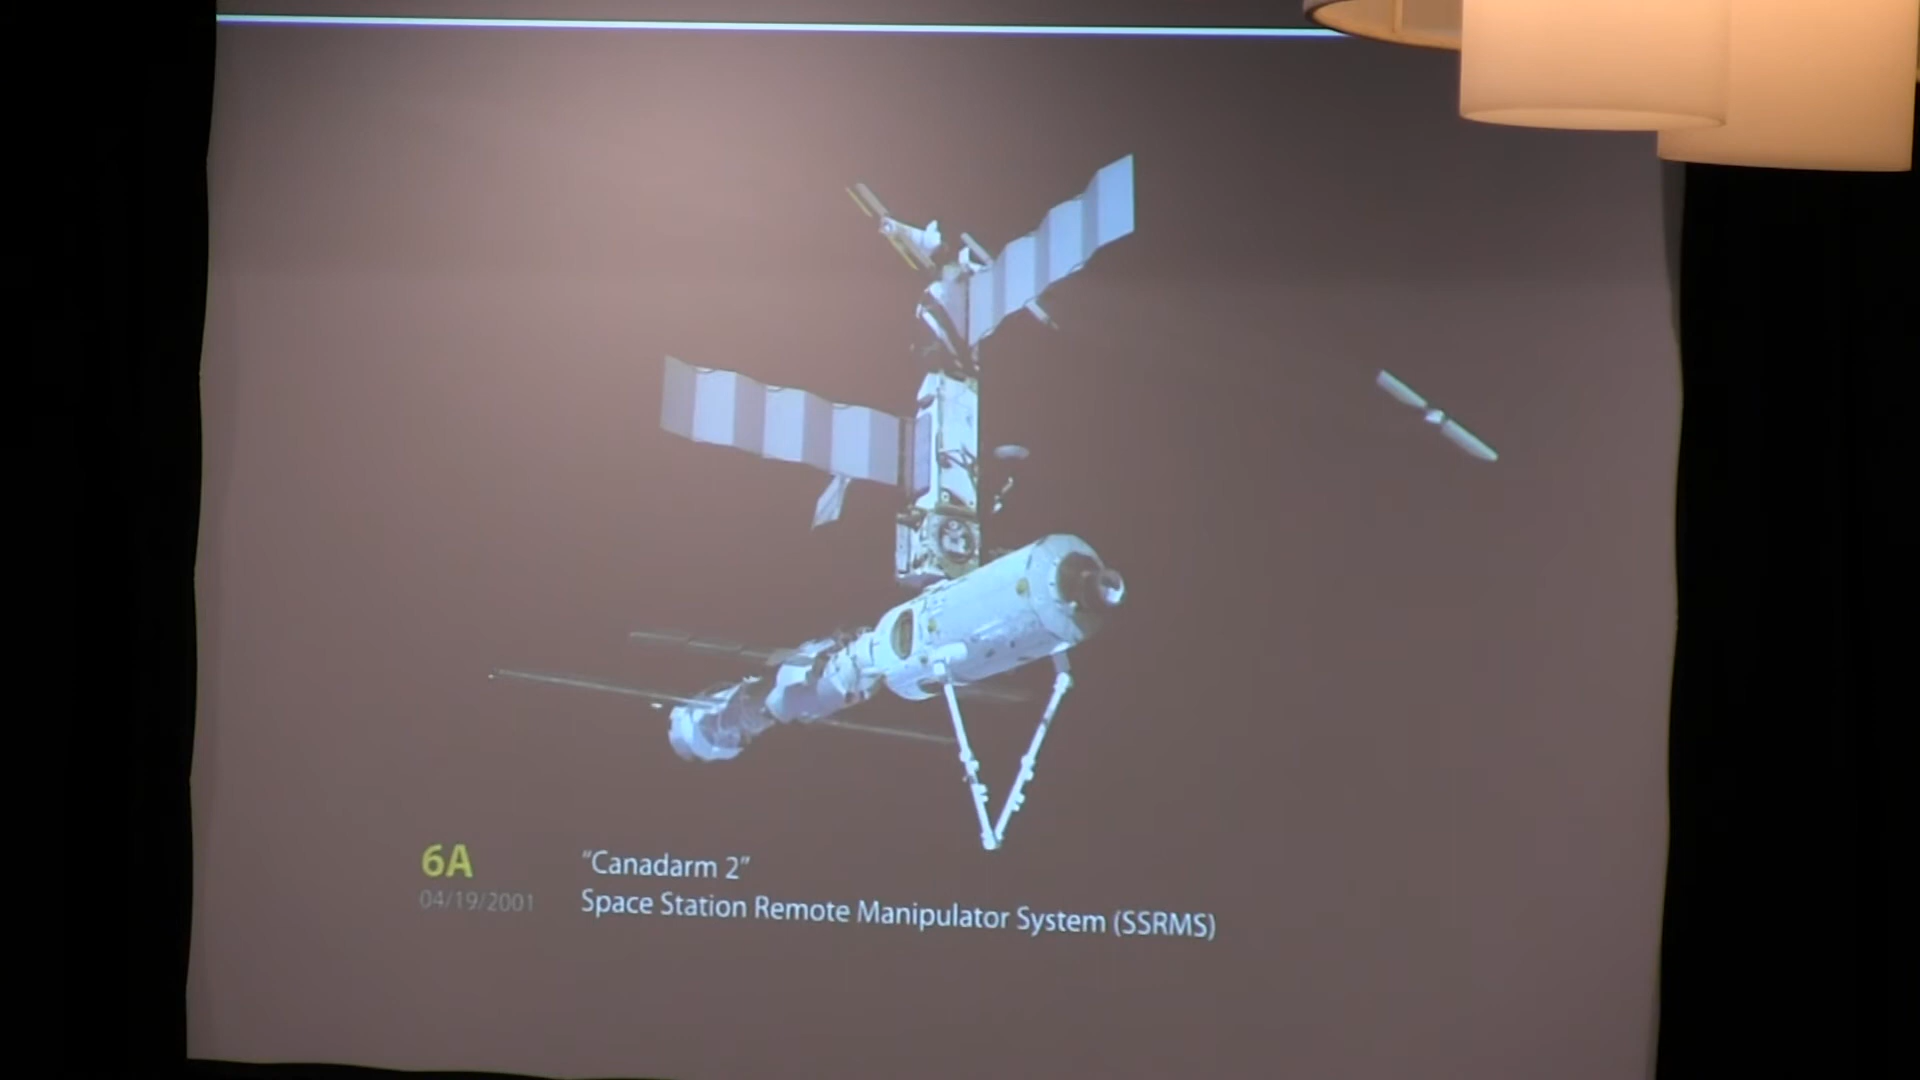 6A
04/19/2001
"Canadarm 2"
Space Station Remote Manipulator System (SSRMS)